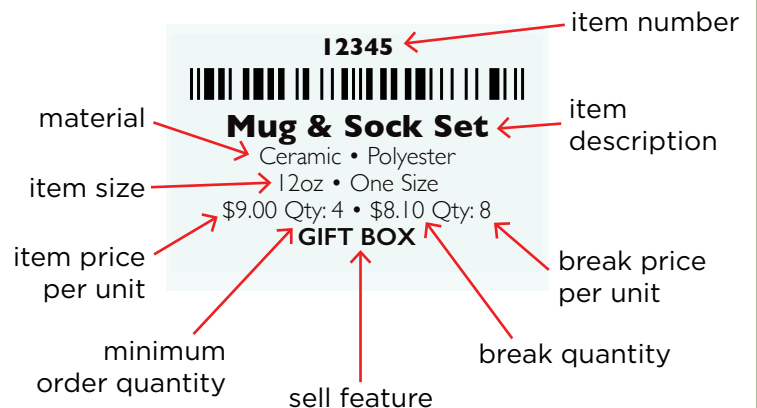 item number
12345
material
Mug & Sock Set
item
description
Ceramic • Polyester
item size
12oz • One Size
$9.00 Qty: 4 • $8.10 Qty: 8
GIFT BOX
item price
per unit
break price
per unit
minimum
order quantity
break quantity
sell feature